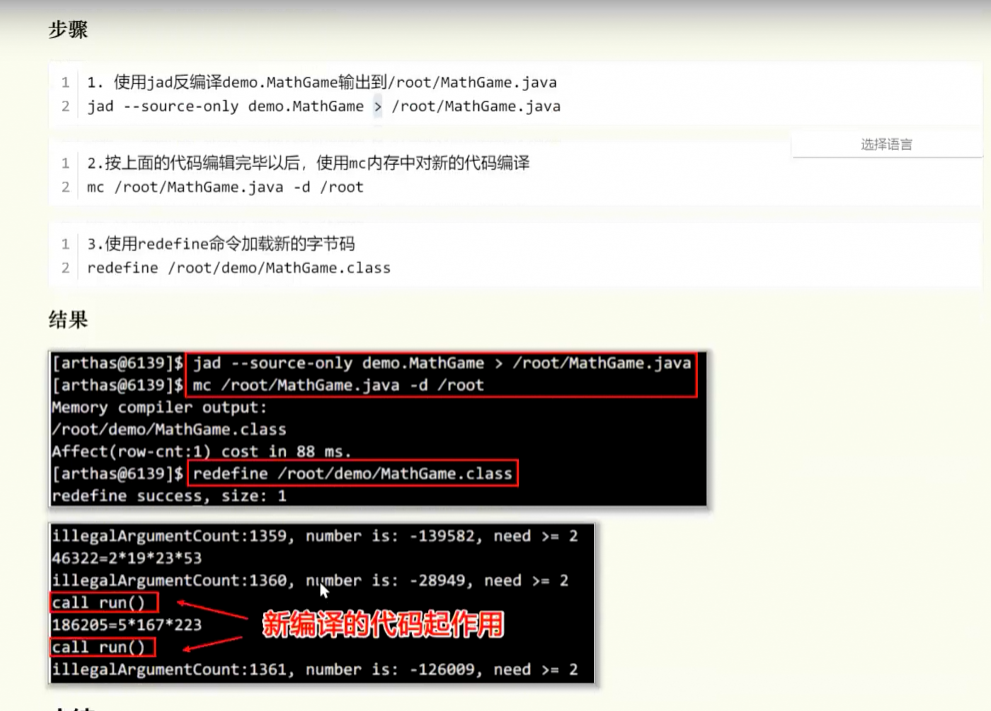 步骤
1 1. 使用jad反编译demo.MathGame输出到/root/MathGame.java
2 jad --source-only demo.MathGame > /root/MathGame.java
选择语言
1 2.按上面的代码编辑完毕以后，使用mc内存中对新的代码编译
2 mc /root/MathGame.java -d /root
1 3.使用redefine命令加载新的字节码
2 redefine /root/demo/MathGame.class
结果
[arthas@6139]$ jad --source-only demo.MathGame > /root/MathGame.java
[arthas@6139]$ mc /root/MathGame.java -d /root
Memory compiler output:
/root/demo/MathGame.class
Affect(row-cnt:1) cost in 88 ms.
[arthas@6139]$ redefine /root/demo/MathGame.class
redefine success, size: 1
illegalArgumentCount:1359, number is: -139582, need >= 2
46322=2*19*23*53
illegalArgumentCount:1360, number is: -28949, need >= 2
call run()
186205=5*167*223
新编译的代码起作用
call run()
illegalArgumentCount:1361, number is: -126009, need >= 2